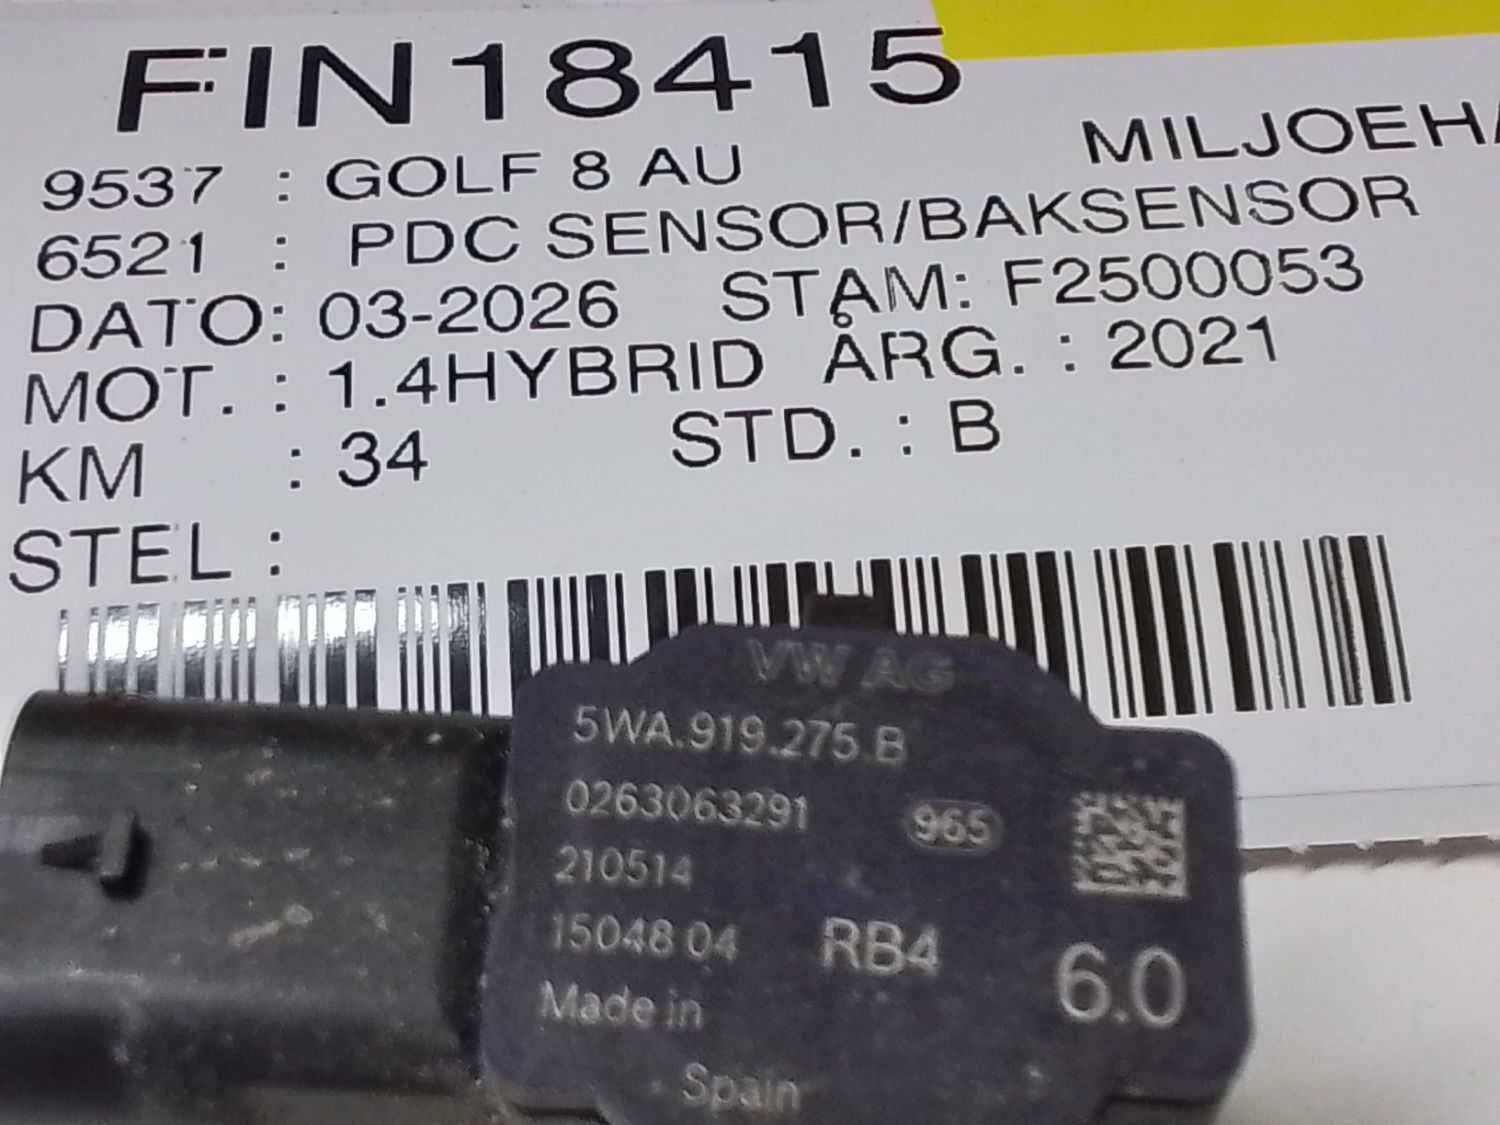 FIN18415
9537 : GOLF 8 AU
MILJOEHA
6521 : PDC SENSOR/BAKSENSOR
DATO: 03-2026 STAM: F2500053
MOT. : 1.4HYBRID ÅRG. : 2021
KM : 34 STD. : B
STEL :
VW AG
5WA.919.275.B
0263063291 965
210514
15048 04 RB4 6.0
Made in
Spain